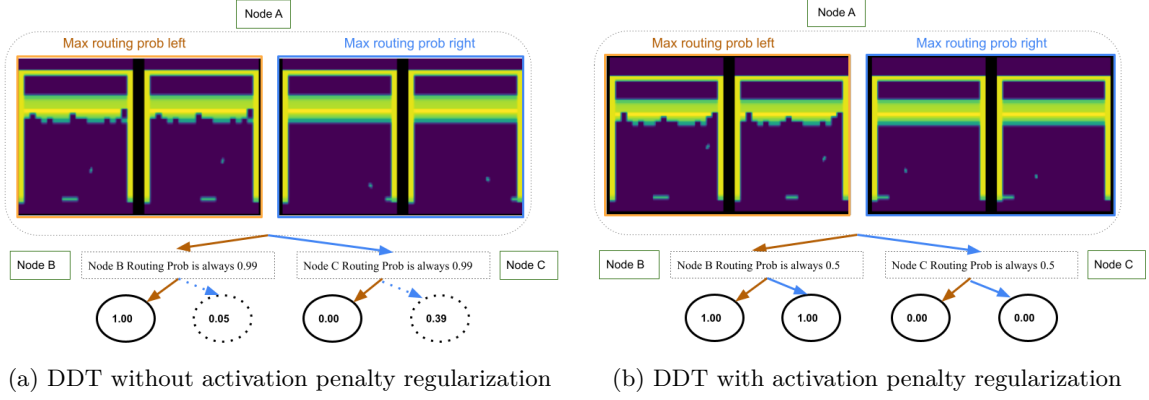 Node A
Max routing prob left
Max routing prob right
Node B
Node B Routing Prob is always 0.99
Node C Routing Prob is always 0.99
Node C
1.00
0.05
0.00
0.39
(a) DDT without activation penalty regularization
Node A
Max routing prob left
Max routing prob right
Node B
Node B Routing Prob is always 0.5
Node C Routing Prob is always 0.5
Node C
1.00
1.00
0.00
0.00
(b) DDT with activation penalty regularization